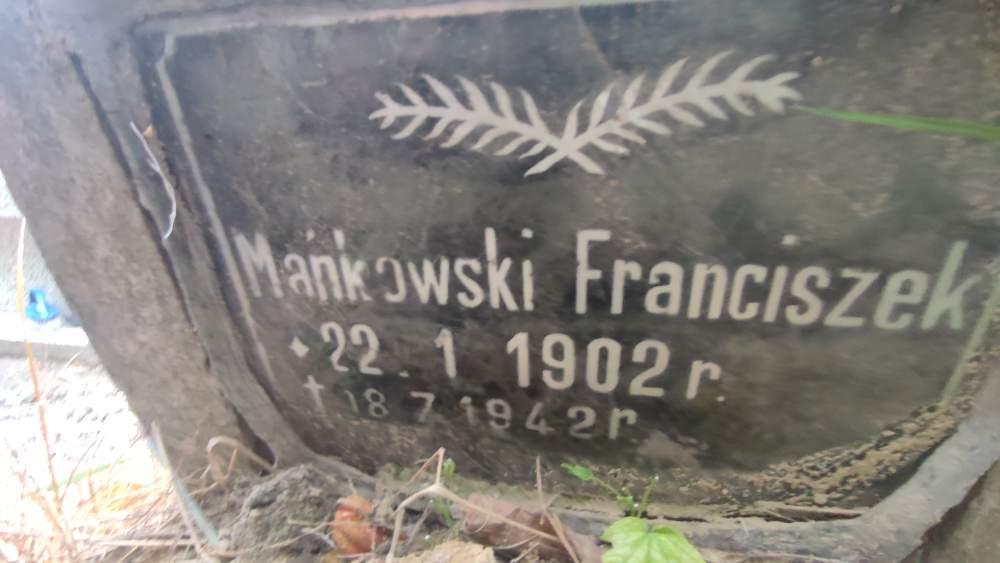 Mańkowski Franciszek
22.1 1902 r.
† 18 7 1942 r